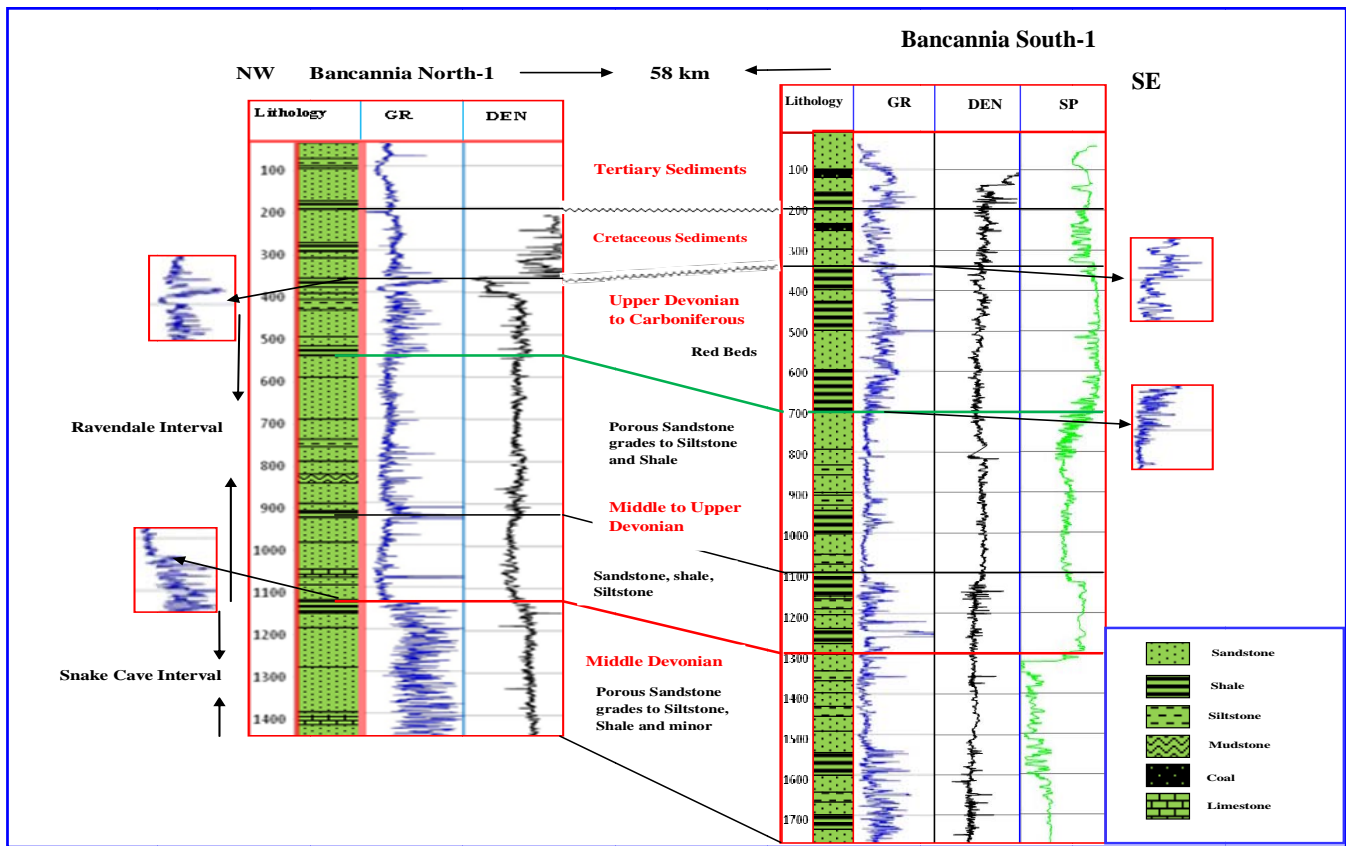 Bancannia South-1
NW Bancannia North-1 58 km
SE
Lithology GR DEN
Lithology GR DEN SP
100
200
300
400
500
600
700
800
900
1000
1100
1200
1300
1400
Ravendale Interval
Snake Cave Interval
Tertiary Sediments
Cretaceous Sediments
Upper Devonian
to Carboniferous
Red Beds
Porous Sandstone
grades to Siltstone
and Shale
Middle to Upper
Devonian
Sandstone, shale,
Siltstone
Middle Devonian
Porous Sandstone
grades to Siltstone,
Shale and minor
100
200
300
400
500
600
700
800
900
1000
1100
1200
1300
1400
1500
1600
1700
Sandstone
Shale
Siltstone
Mudstone
Coal
Limestone